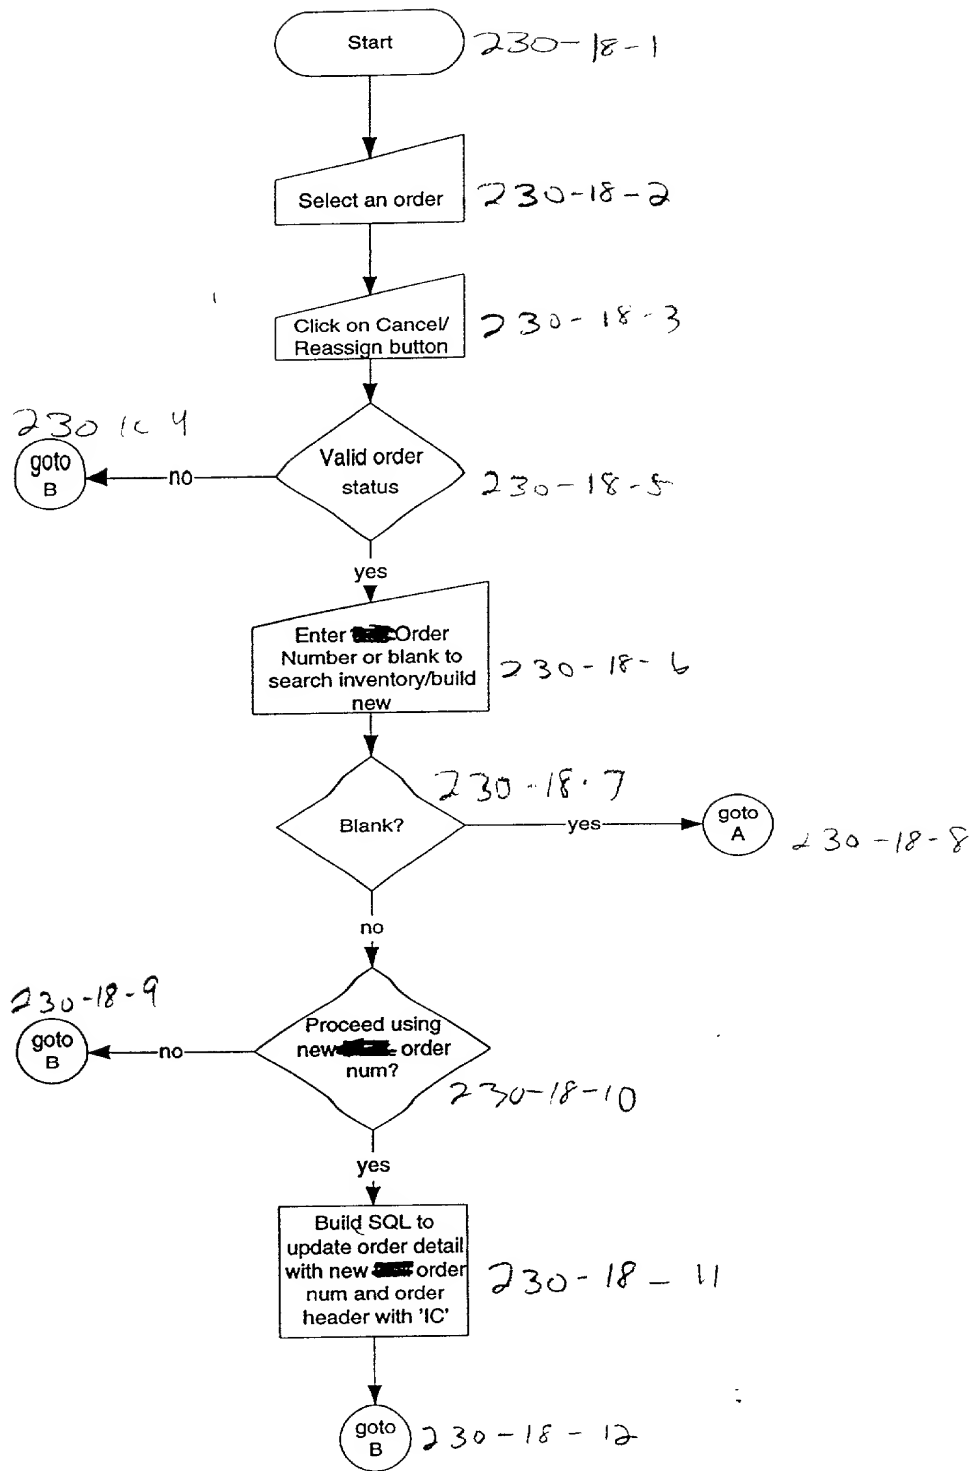 Start
230-18-1
Select an order
230-18-2
Click on Cancel/
Reassign button
230-18-3
230
goto
B
no
Valid order
status
230-18-5
yes
Enter Order
Number or blank to
search inventory/build
new
230-18-6
Blank?
230-18-7
yes
goto
A
230-18-8
no
230-18-9
goto
B
no
Proceed using
new order
num?
230-18-10
yes
Build SQL to
update order detail
with new order
num and order
header with 'IC'
230-18-11
goto
B
230-18-12